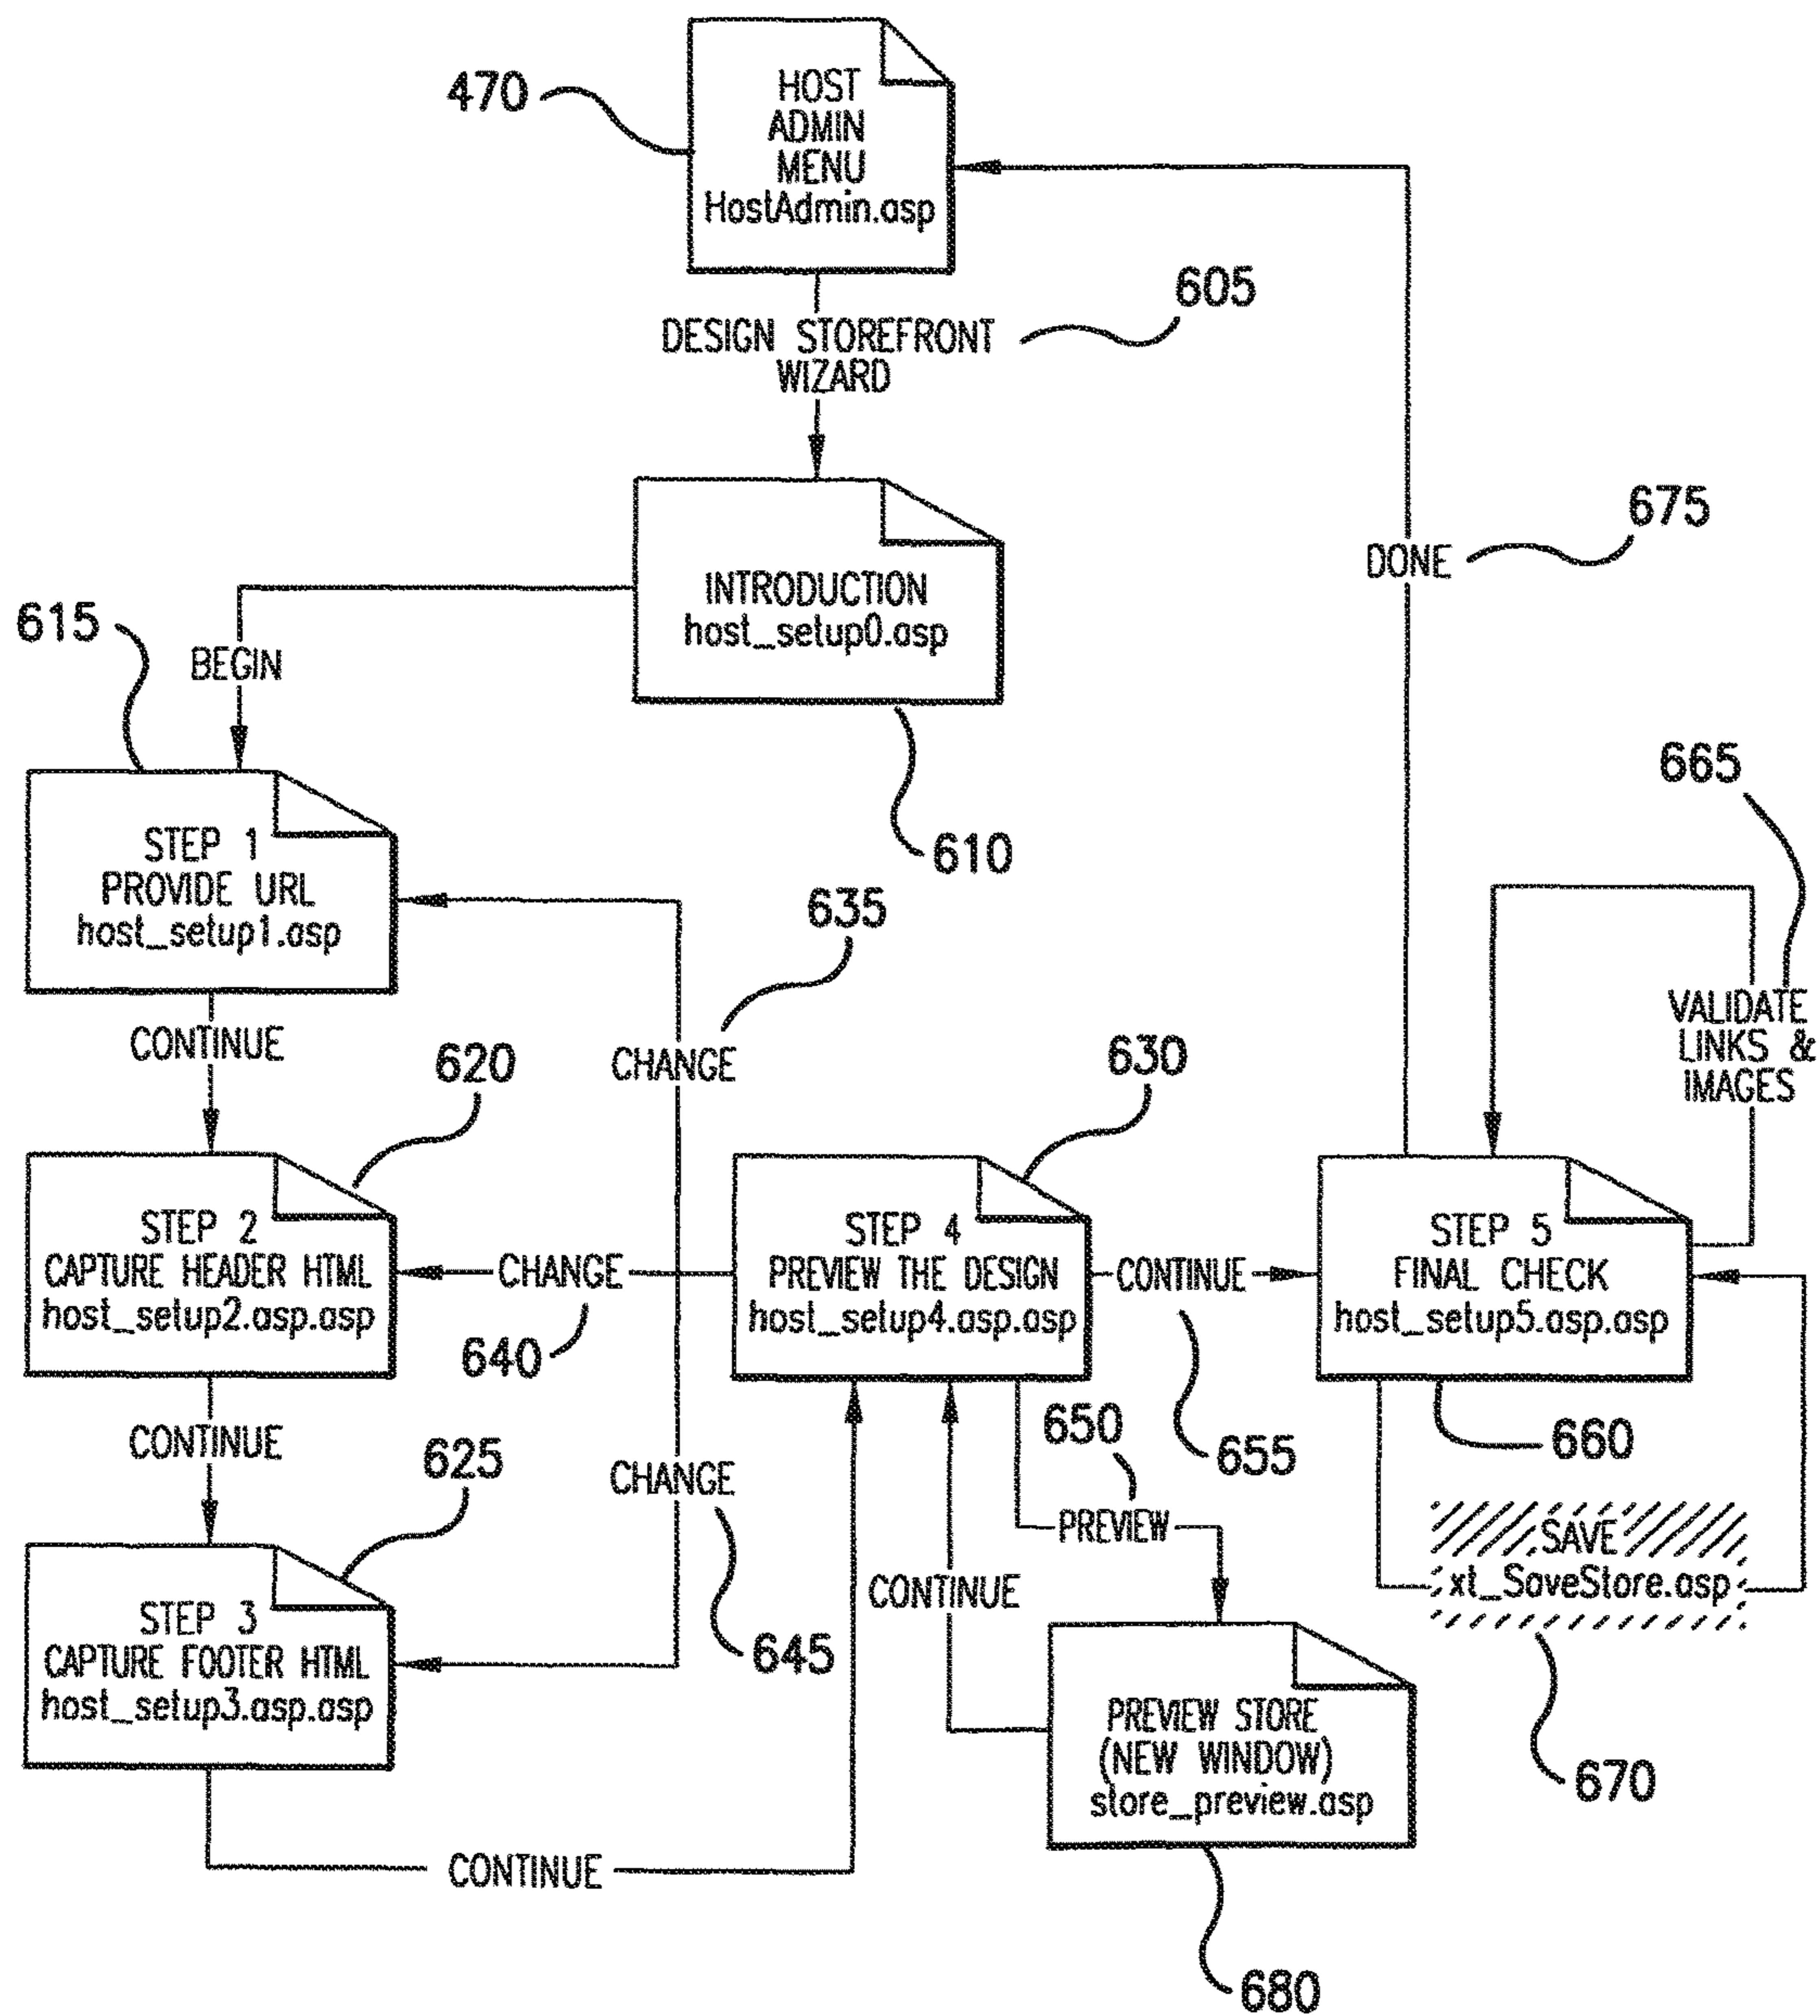 470
HOST
ADMIN
MENU
HostAdmin.asp
605
DESIGN STOREFRONT
WIZARD
675
DONE
INTRODUCTION
host_setup0.asp
615
BEGIN
610
665
STEP 1
PROVIDE URL
host_setup1.asp
635
VALIDATE
LINKS &
IMAGES
CONTINUE
620
CHANGE
630
STEP 2
CAPTURE HEADER HTML
host_setup2.asp.asp
CHANGE
640
STEP 4
PREVIEW THE DESIGN
host_setup4.asp.asp
CONTINUE
655
STEP 5
FINAL CHECK
host_setup5.asp.asp
660
CONTINUE
625
CHANGE
645
650
PREVIEW
SAVE
xt_SaveStore.asp
670
CONTINUE
STEP 3
CAPTURE FOOTER HTML
host_setup3.asp.asp
PREVIEW STORE
(NEW WINDOW)
store_preview.asp
CONTINUE
680